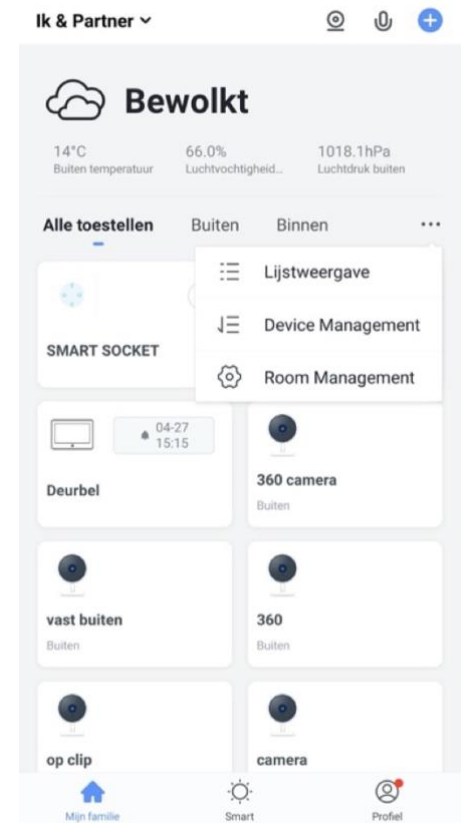 Ik & Partner
Bewolkt
14°C 66.0% 1018.1hPa
Buiten temperatuur Luchtvochtigheid... Luchtdruk buiten
Alle toestellen Buiten Binnen
Lijstweergave
Device Management
Room Management
SMART SOCKET
04-27
15:15
Deurbel
360 camera
Buiten
vast buiten
Buiten
360
Buiten
op clip
camera
Mijn familie Smart Profiel